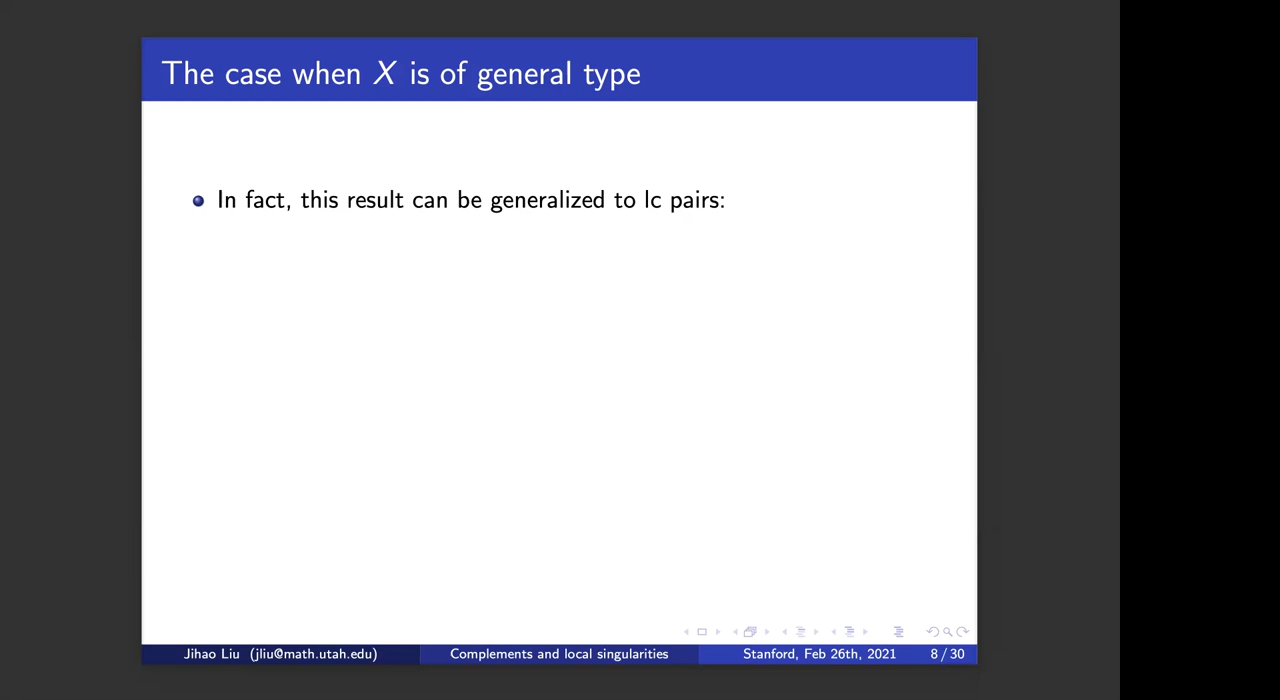 The case when X is of general type
In fact, this result can be generalized to lc pairs:
Jihao Liu (jliu@math.utah.edu) Complements and local singularities Stanford, Feb 26th, 2021 8 / 30